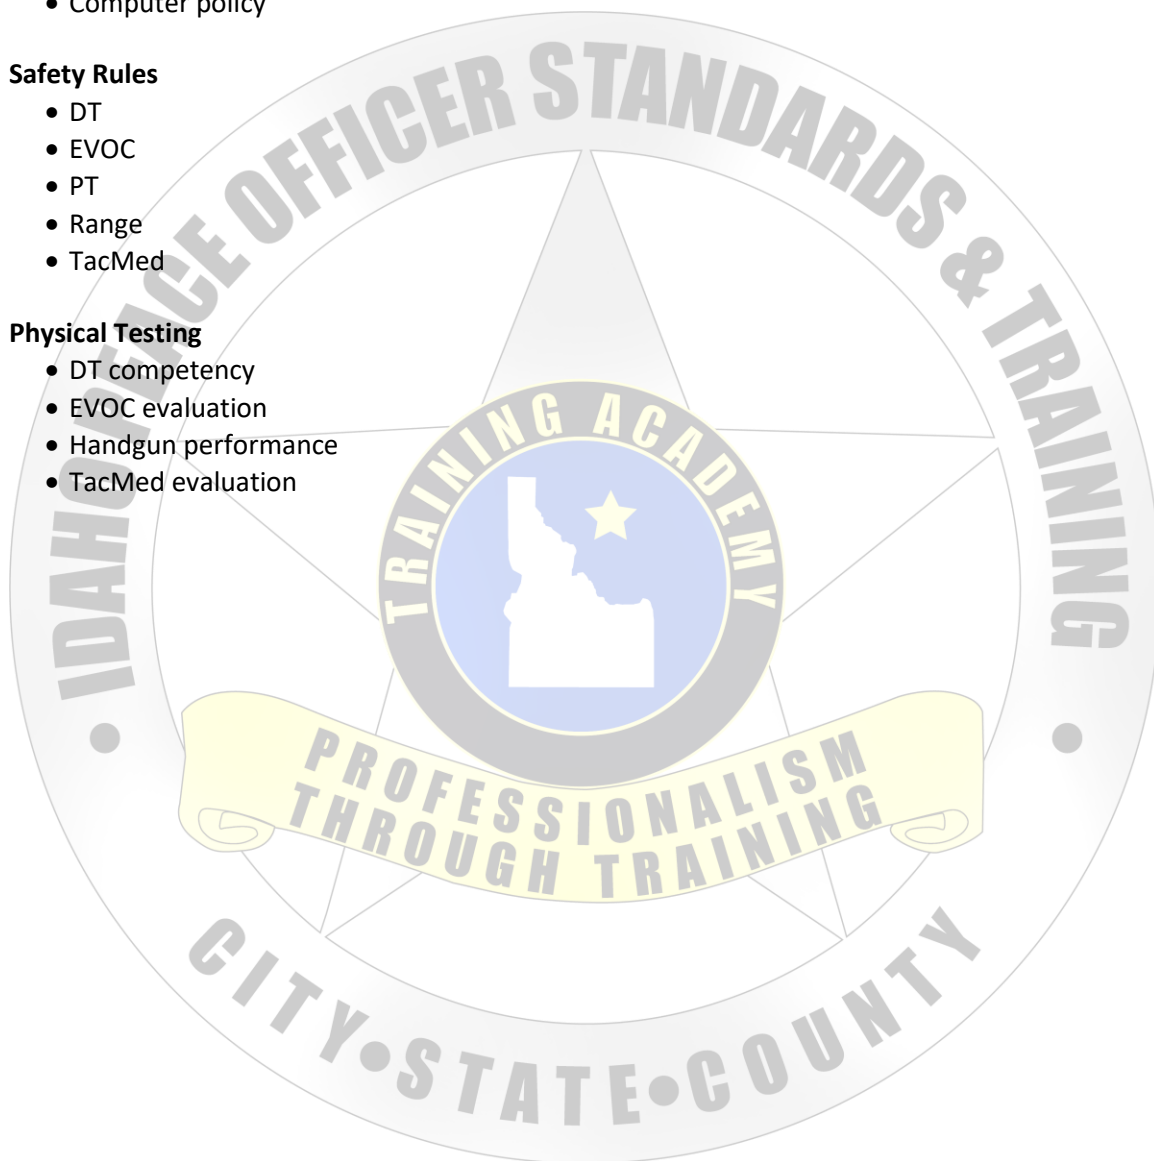 • Computer policy
Safety Rules
• DT
• EVOC
• PT
• Range
• TacMed
Physical Testing
• DT competency
• EVOC evaluation
• Handgun performance
• TacMed evaluation
IDAHO PEACE OFFICER STANDARDS & TRAINING
TRAINING ACADEMY
PROFESSIONALISM
THROUGH TRAINING
• CITY•STATE•COUNTY •